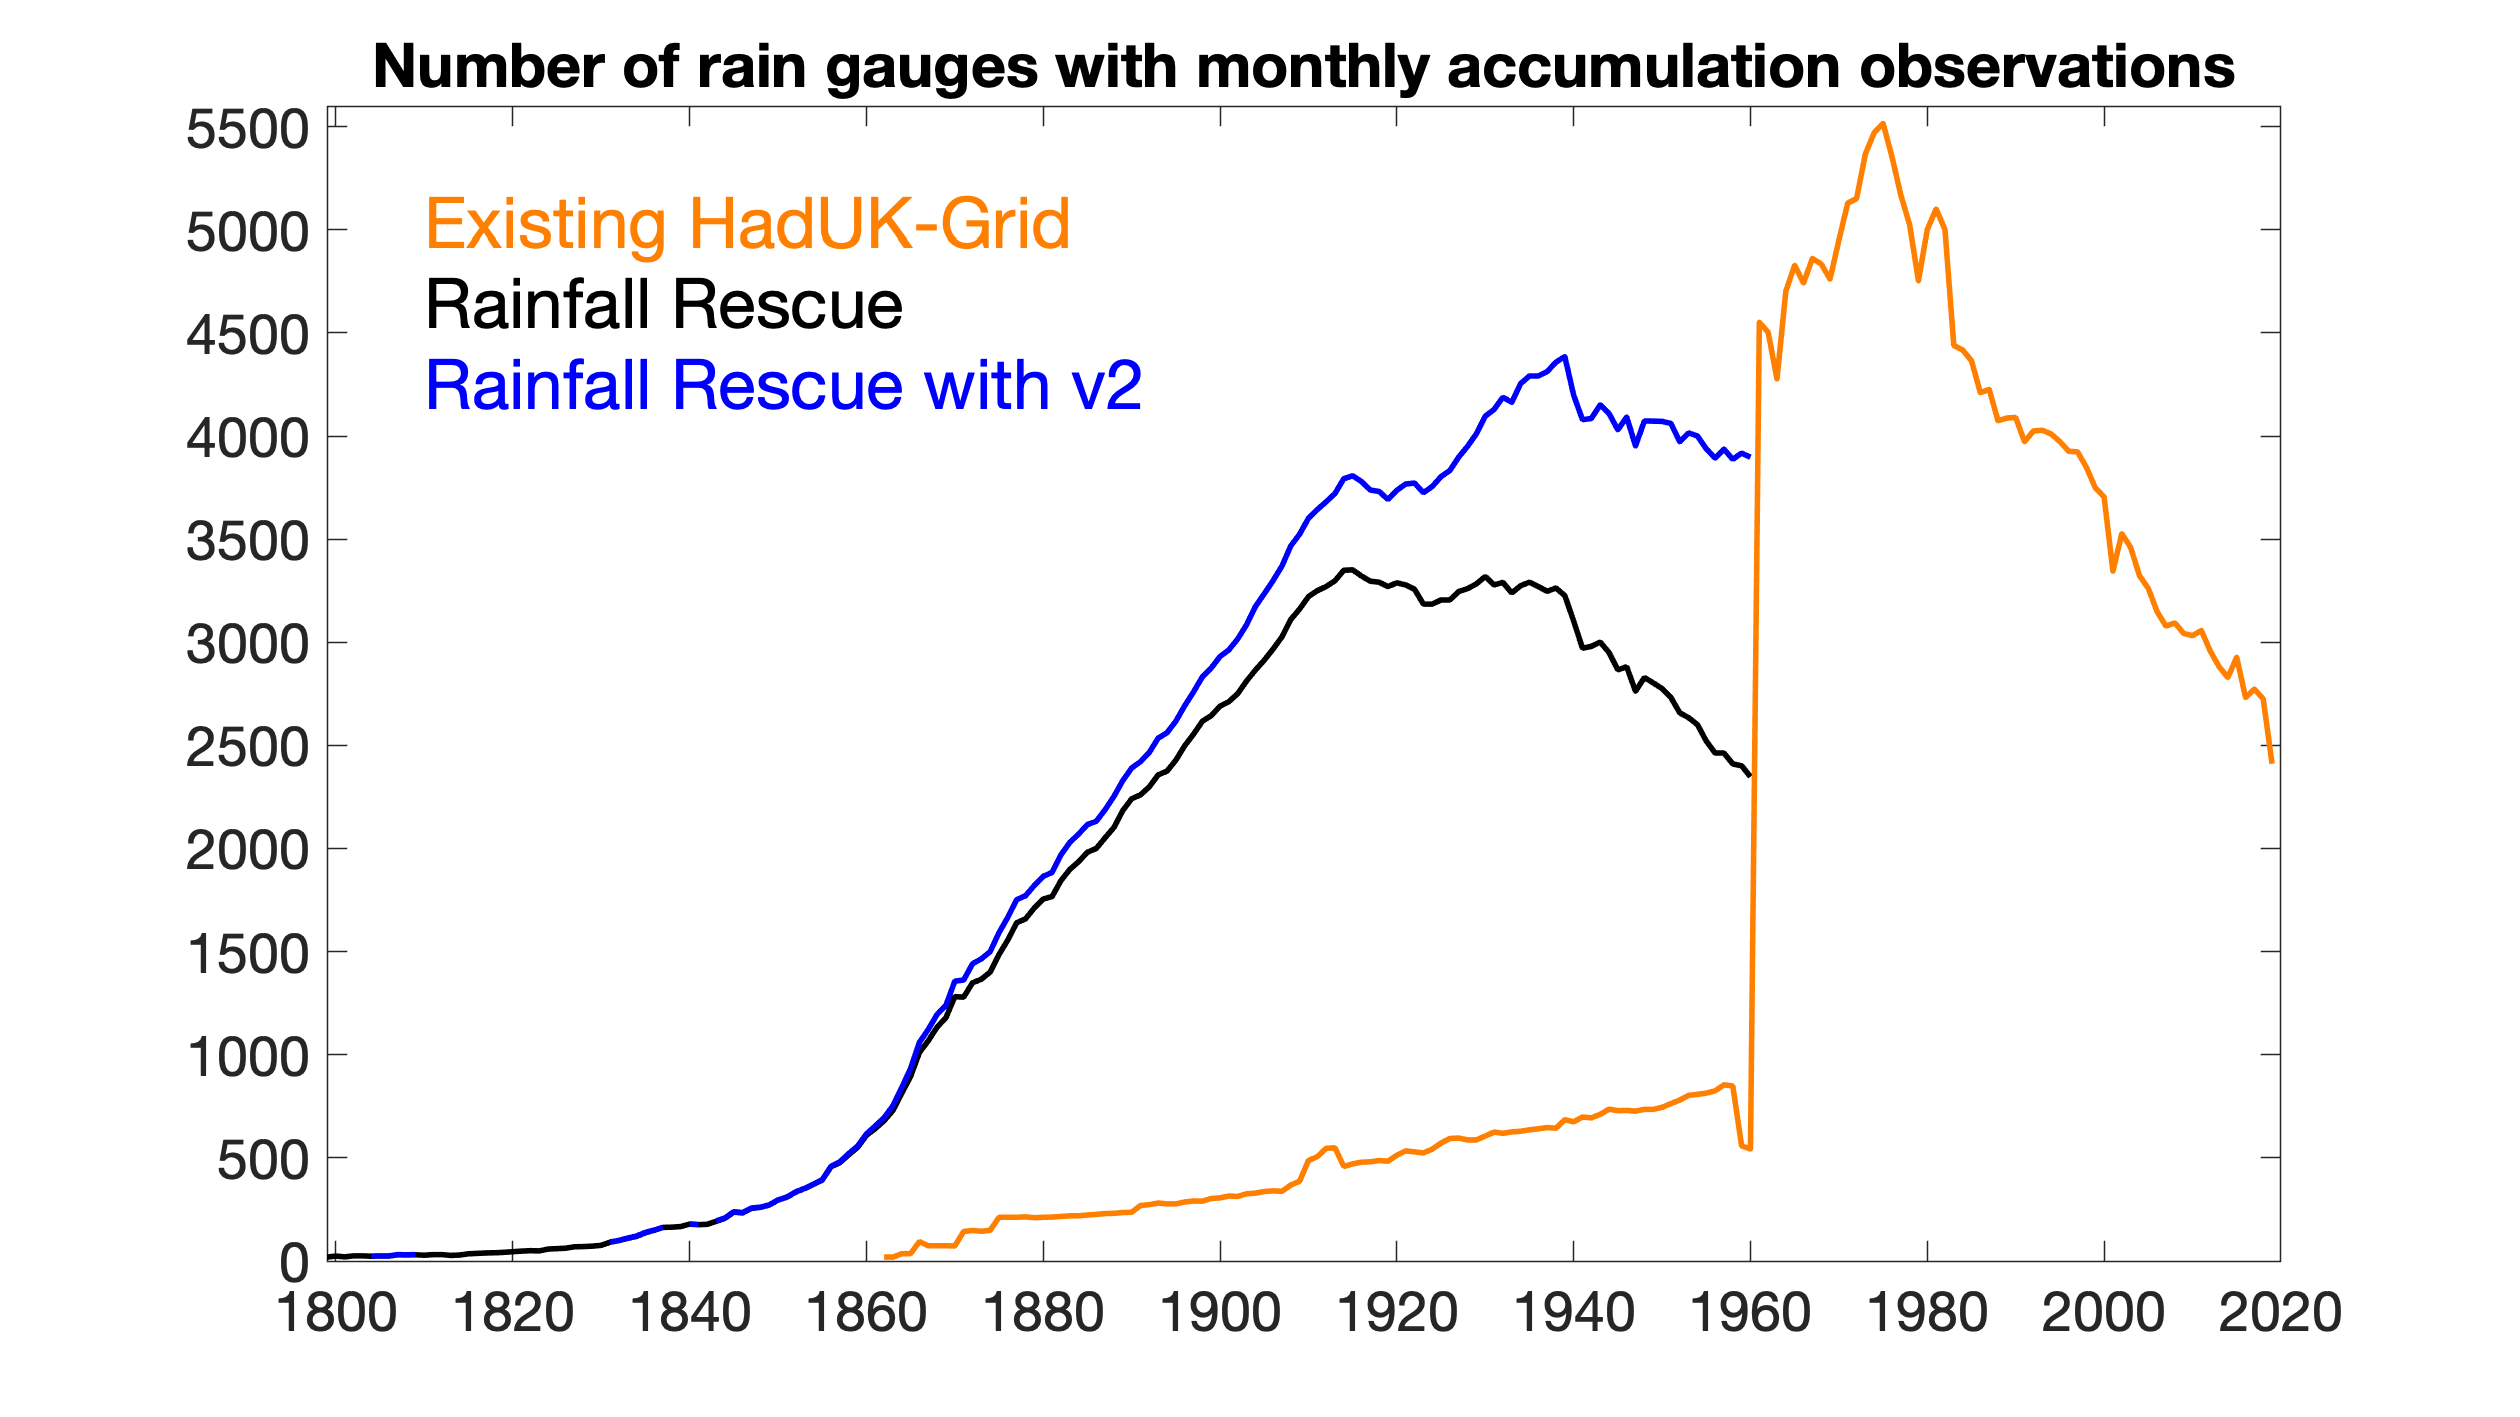 Number of rain gauges with monthly accumulation observations
5500
5000
Existing HadUK-Grid
Rainfall Rescue
4500
Rainfall Rescue with v2
4000
3500
3000
2500
2000
1500
1000
500
0
1800 1820 1840 1860 1880 1900 1920 1940 1960 1980 2000 2020